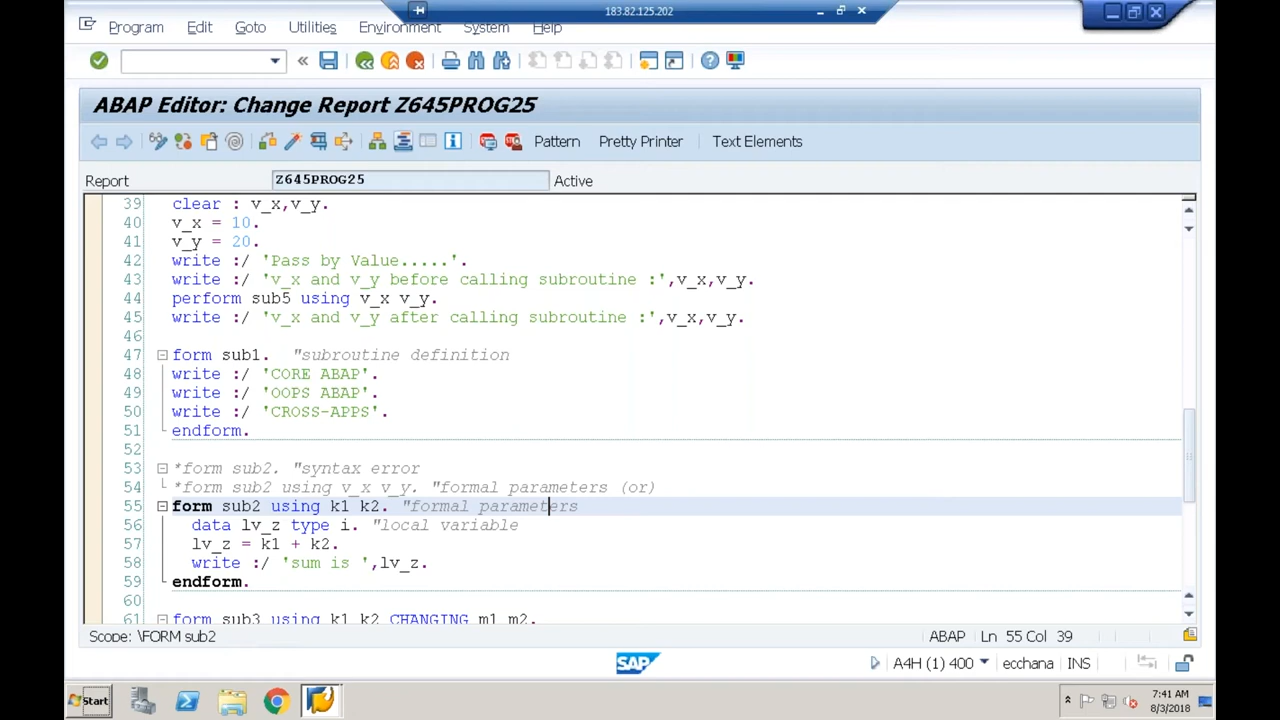 183.82.125.202
Program Edit Goto Utilities Environment System Help
ABAP Editor: Change Report Z645PROG25
Pattern Pretty Printer Text Elements
Report Z645PROG25 Active
39 clear : v_x,v_y.
40 v_x = 10.
41 v_y = 20.
42 write :/ 'Pass by Value.....'.
43 write :/ 'v_x and v_y before calling subroutine :',v_x,v_y.
44 perform sub5 using v_x v_y.
45 write :/ 'v_x and v_y after calling subroutine :',v_x,v_y.
46
47 form sub1. "subroutine definition
48 write :/ 'CORE ABAP'.
49 write :/ 'OOPS ABAP'.
50 write :/ 'CROSS-APPS'.
51 endform.
52
53 *form sub2. "syntax error
54 *form sub2 using v_x v_y. "formal parameters (or)
55 form sub2 using k1 k2. "formal parameters
56 data lv_z type i. "local variable
57 lv_z = k1 + k2.
58 write :/ 'sum is ',lv_z.
59 endform.
60
61 form sub3 using k1 k2 CHANGING m1 m2.
Scope: \FORM sub2 ABAP Ln 55 Col 39
SAP A4H (1) 400 ecchana INS
Start 7:41 AM
8/3/2018